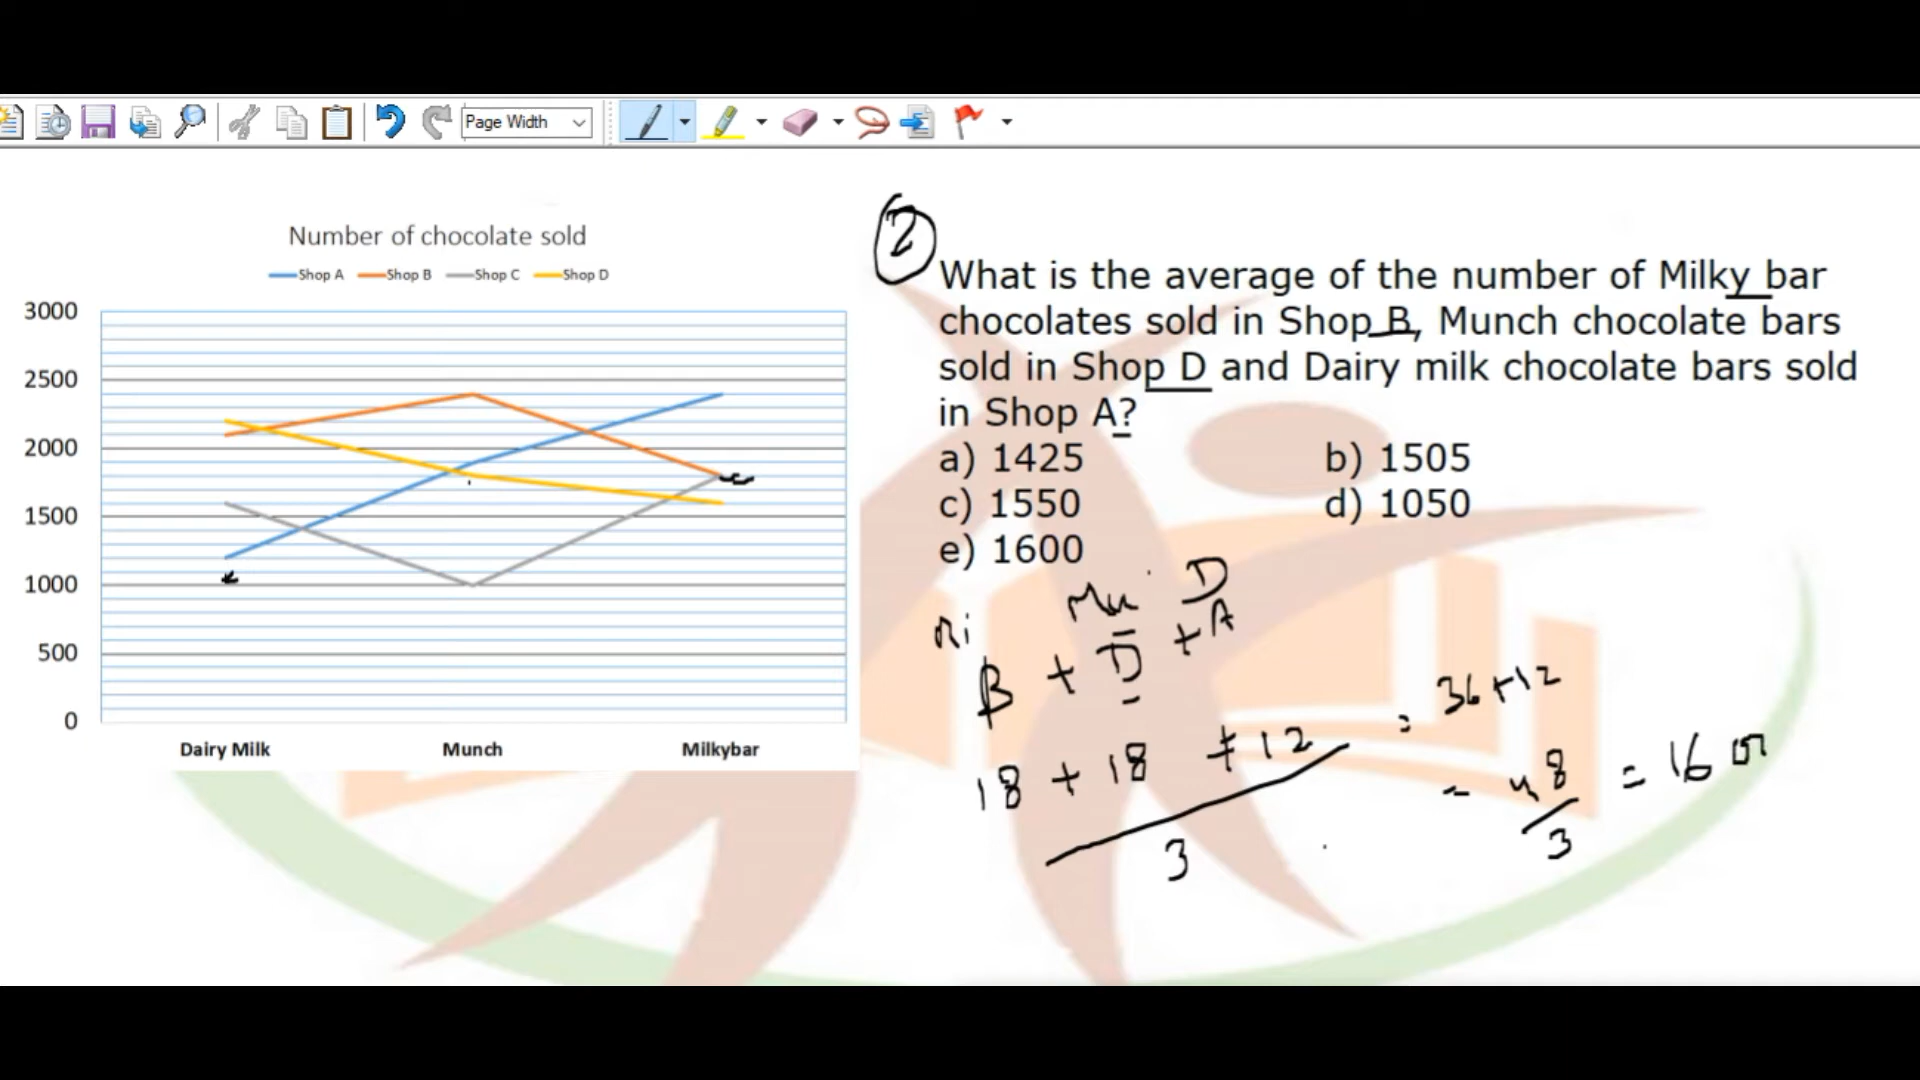 Page Width
Number of chocolate sold
Shop A Shop B Shop C Shop D
3000
2500
2000
1500
1000
500
0
Dairy Milk Munch Milkybar
2
What is the average of the number of Milky bar
chocolates sold in Shop B, Munch chocolate bars
sold in Shop D and Dairy milk chocolate bars sold
in Shop A?
a) 1425 b) 1505
c) 1550 d) 1050
e) 1600
Mi Mu D
B + D + A
18 + 18 + 12 = 36+12
3
= 48 = 1600
3